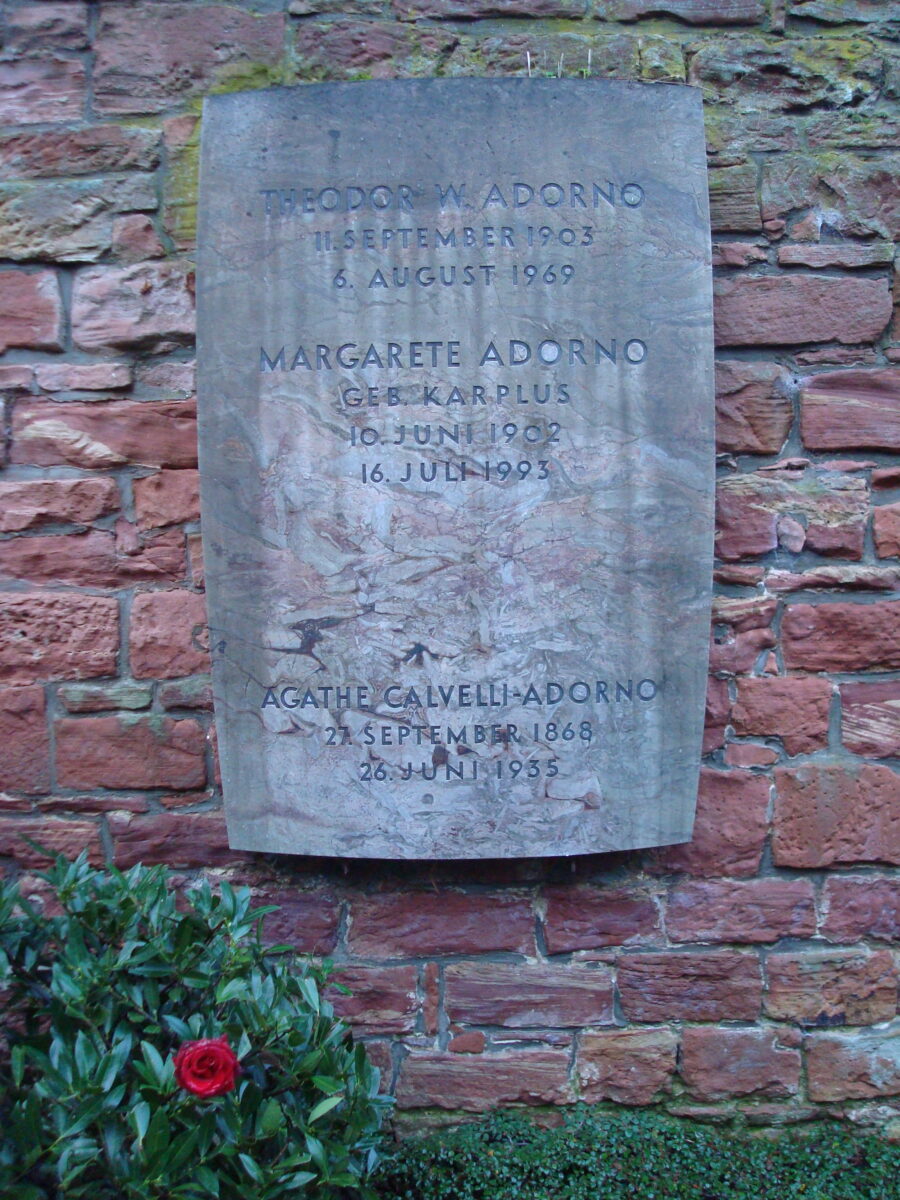 THEODOR W. ADORNO
11. SEPTEMBER 1903
6. AUGUST 1969
MARGARETE ADORNO
GEB. KARPLUS
10. JUNI 1902
16. JULI 1993
AGATHE CALVELLI-ADORNO
27. SEPTEMBER 1868
26. JUNI 1935